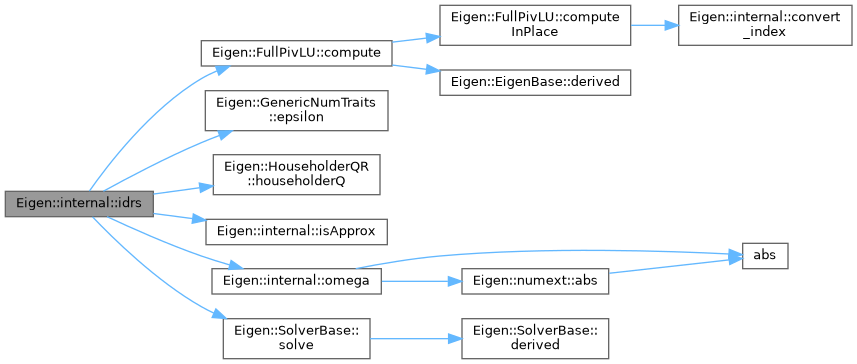 Eigen::internal::idrs
Eigen::FullPivLU::compute
Eigen::FullPivLU::compute
InPlace
Eigen::internal::convert
_index
Eigen::EigenBase::derived
Eigen::GenericNumTraits
::epsilon
Eigen::HouseholderQR
::householderQ
Eigen::internal::isApprox
Eigen::internal::omega
Eigen::numext::abs
abs
Eigen::SolverBase::
solve
Eigen::SolverBase::
derived